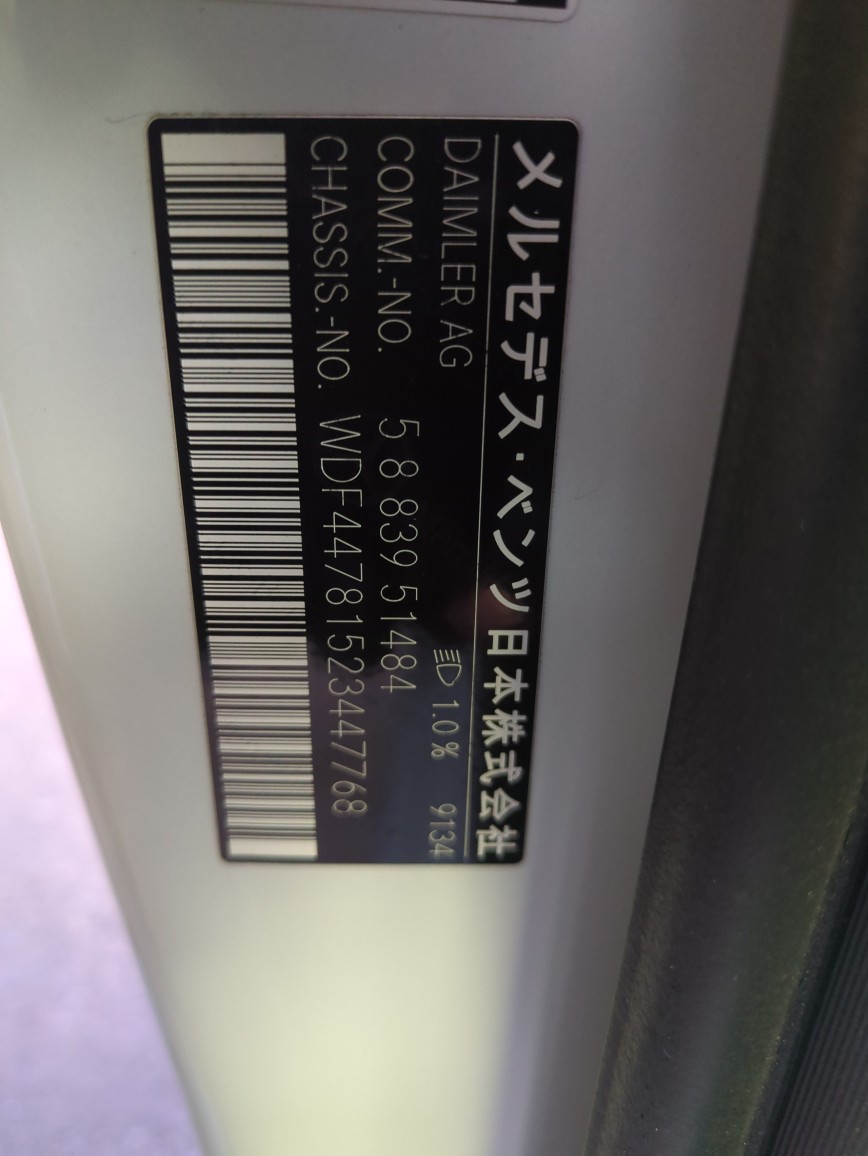 メルセデス・ベンツ日本株式会社
DAIMLER AG 1.0% 9134
COMM.-NO. 5 8 839 51484
CHASSIS.-NO. WDF44781523447768